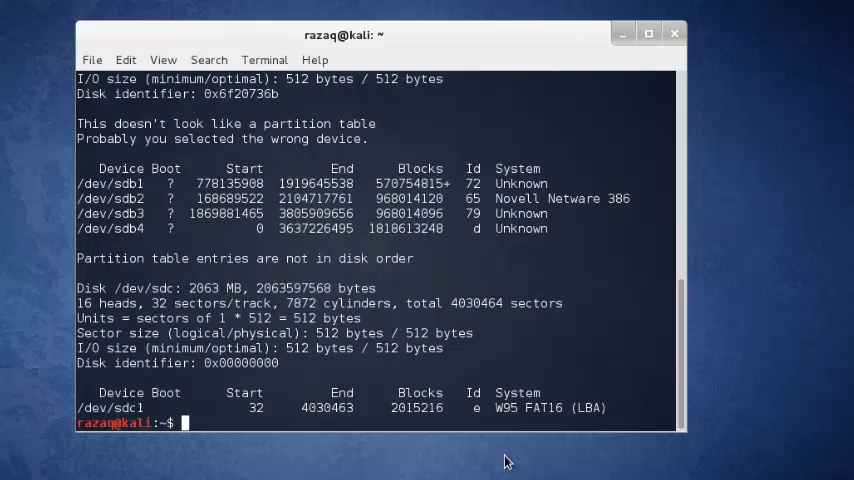 razaq@kali: ~
File Edit View Search Terminal Help
I/O size (minimum/optimal): 512 bytes / 512 bytes
Disk identifier: 0x6f20736b
This doesn't look like a partition table
Probably you selected the wrong device.
Device Boot Start End Blocks Id System
/dev/sdb1 ? 778135908 1919645538 570754815+ 72 Unknown
/dev/sdb2 ? 168689522 2104717761 968014120 65 Novell Netware 386
/dev/sdb3 ? 1869881465 3805909656 968014096 79 Unknown
/dev/sdb4 ? 0 3637226495 1818613248 d Unknown
Partition table entries are not in disk order
Disk /dev/sdc: 2063 MB, 2063597568 bytes
16 heads, 32 sectors/track, 7872 cylinders, total 4030464 sectors
Units = sectors of 1 * 512 = 512 bytes
Sector size (logical/physical): 512 bytes / 512 bytes
I/O size (minimum/optimal): 512 bytes / 512 bytes
Disk identifier: 0x00000000
Device Boot Start End Blocks Id System
/dev/sdc1 32 4030463 2015216 e W95 FAT16 (LBA)
razaq@kali:~$